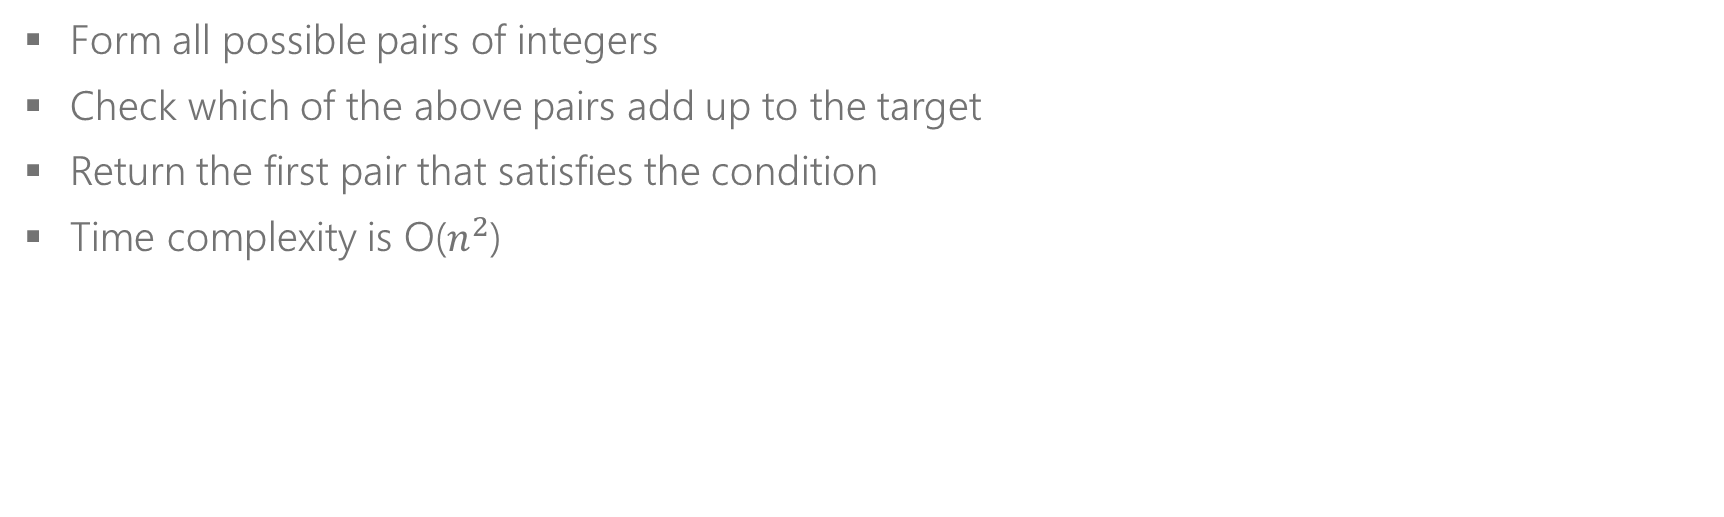 ▪ Form all possible pairs of integers
▪ Check which of the above pairs add up to the target
▪ Return the first pair that satisfies the condition
▪ Time complexity is O(n²)